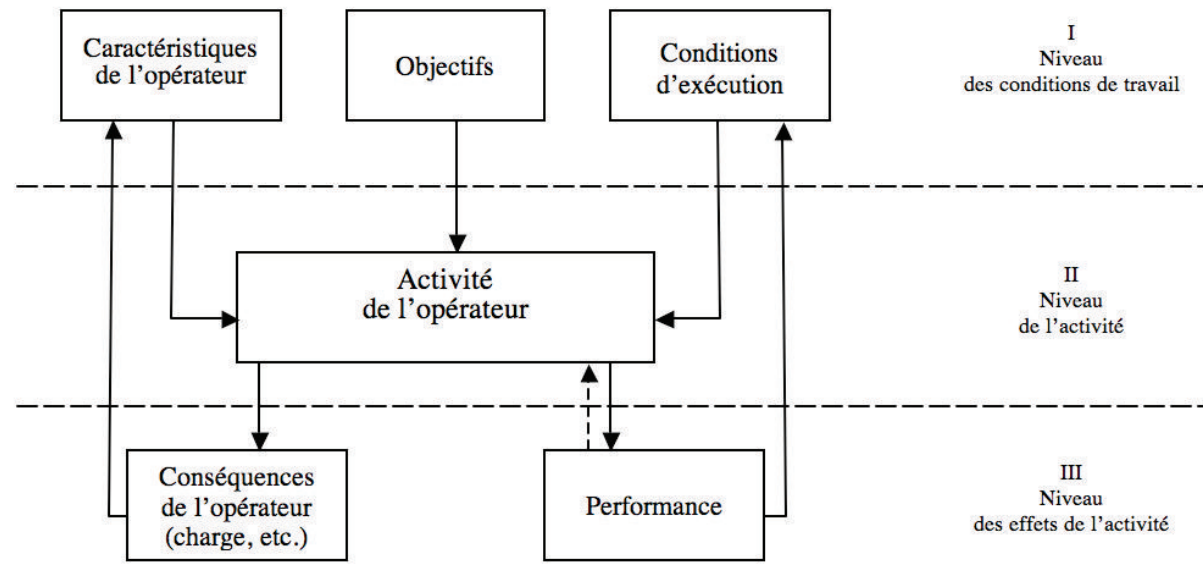 Caractéristiques
de l’opérateur
Objectifs
Conditions
d’exécution
I
Niveau
des conditions de travail
Activité
de l’opérateur
II
Niveau
de l’activité
Conséquences
de l’opérateur
(charge, etc.)
Performance
III
Niveau
des effets de l’activité